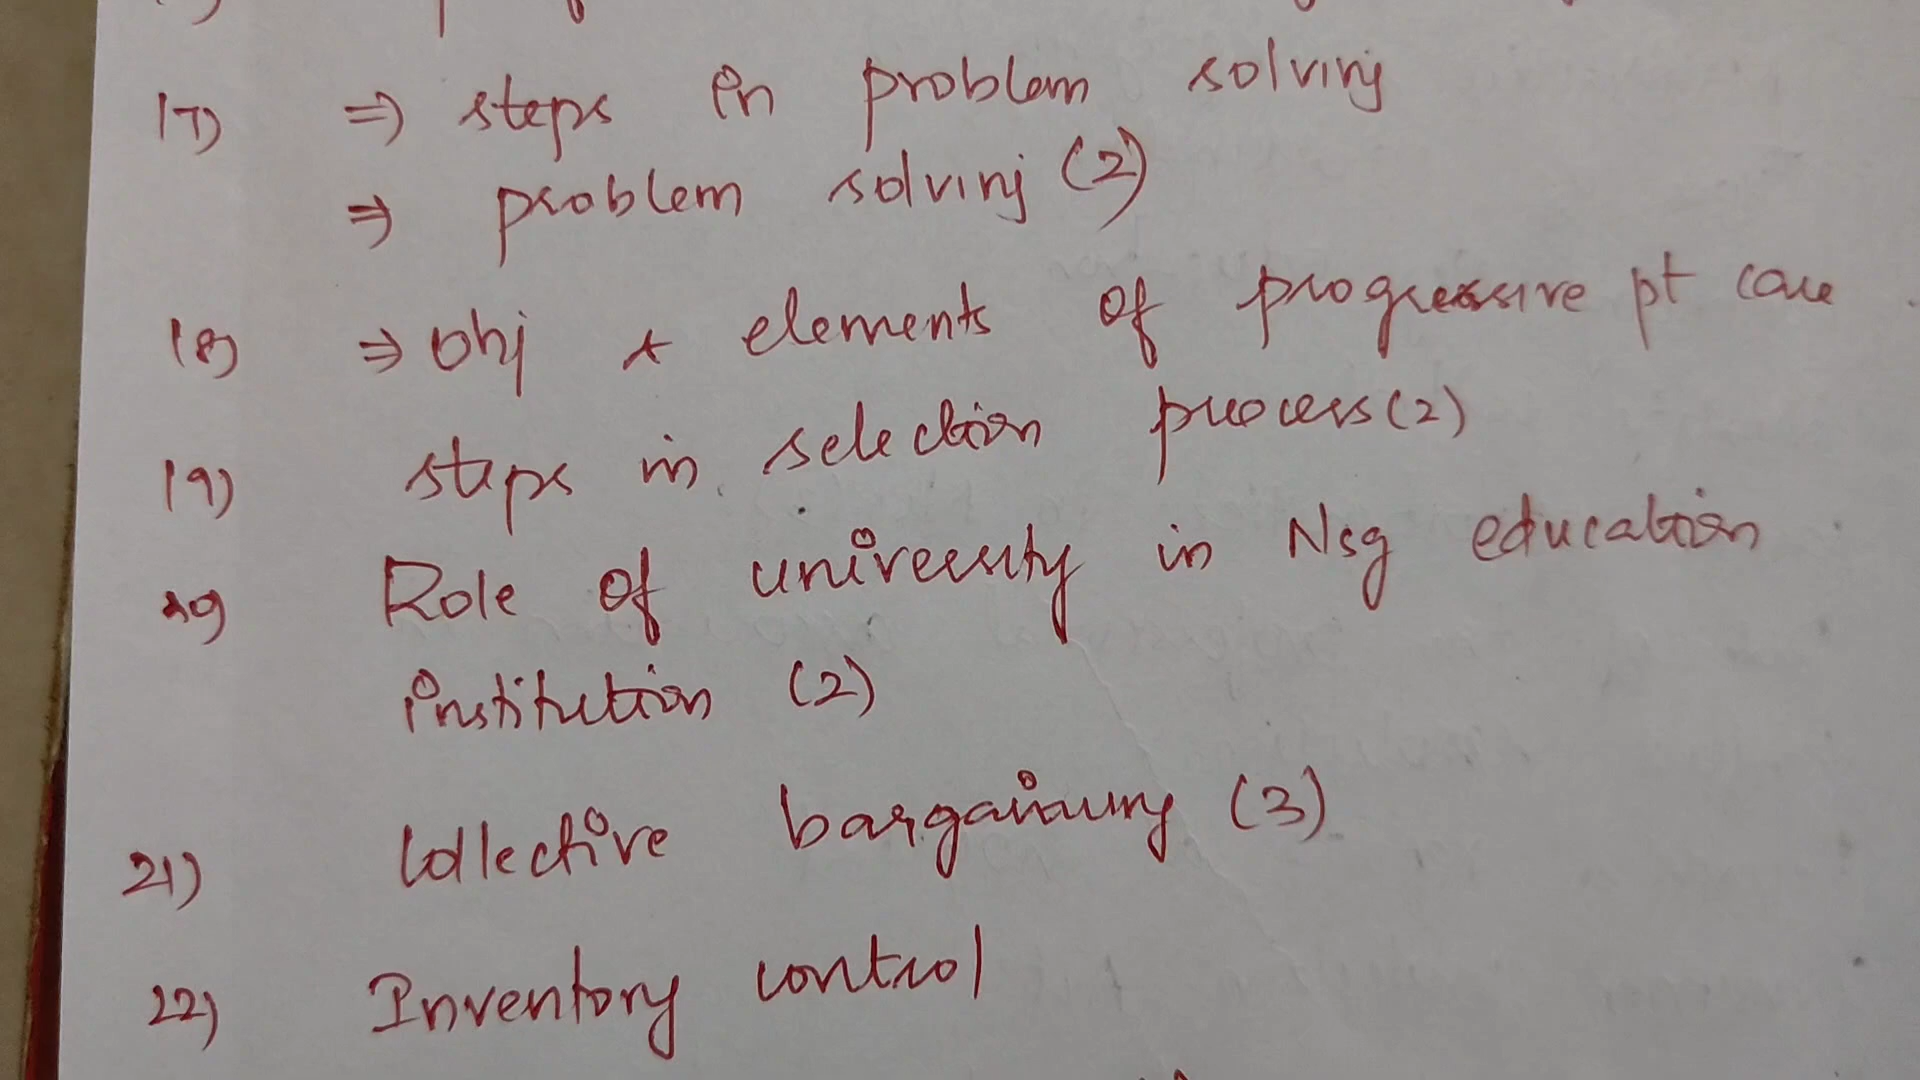 17) ⇒ steps in problem solving
⇒ problem solving (2)
18) ⇒ obj & elements of progressive pt care
19) steps in selection process (2)
20) Role of university in Nsg education
institution (2)
21) Collective bargaining (3)
22) Inventory control